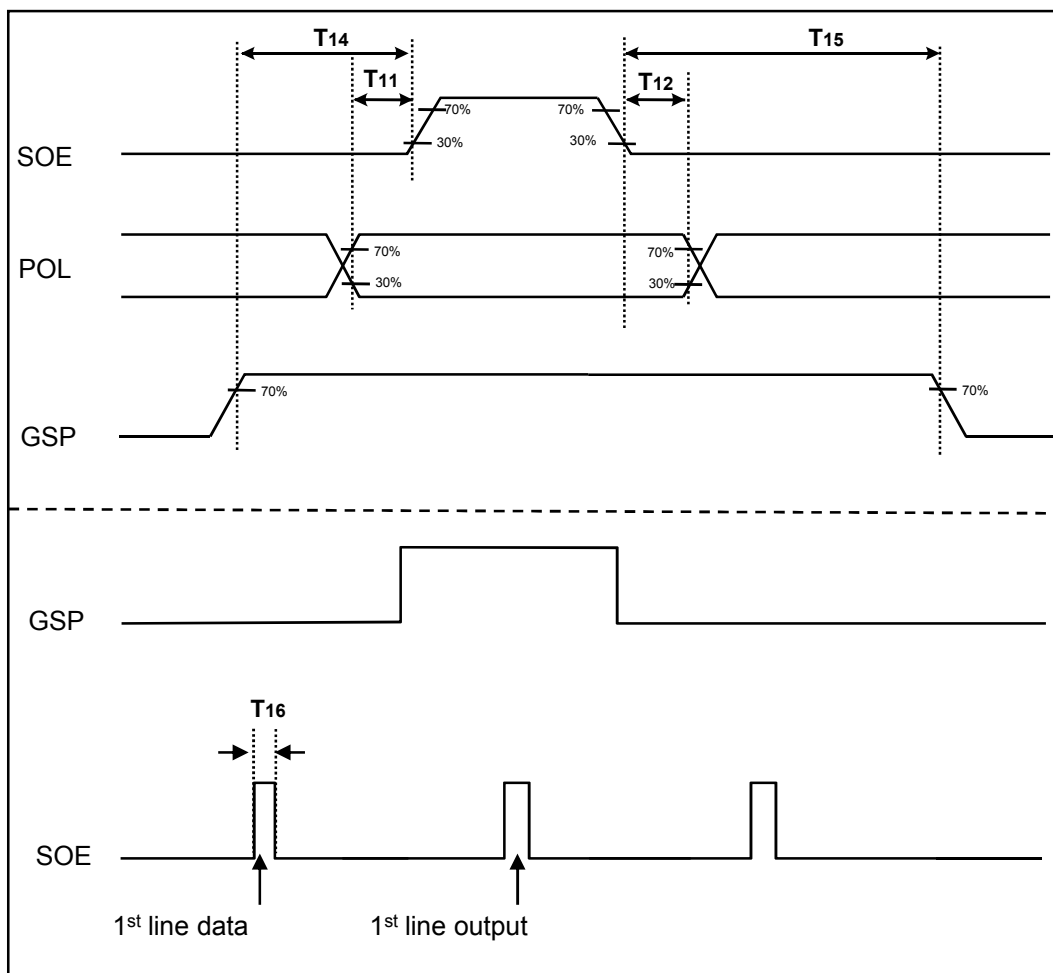 T14
T15
T11
T12
70%
70%
30%
30%
SOE
70%
70%
POL
30%
30%
70%
70%
GSP
GSP
T16
SOE
1st line data
1st line output